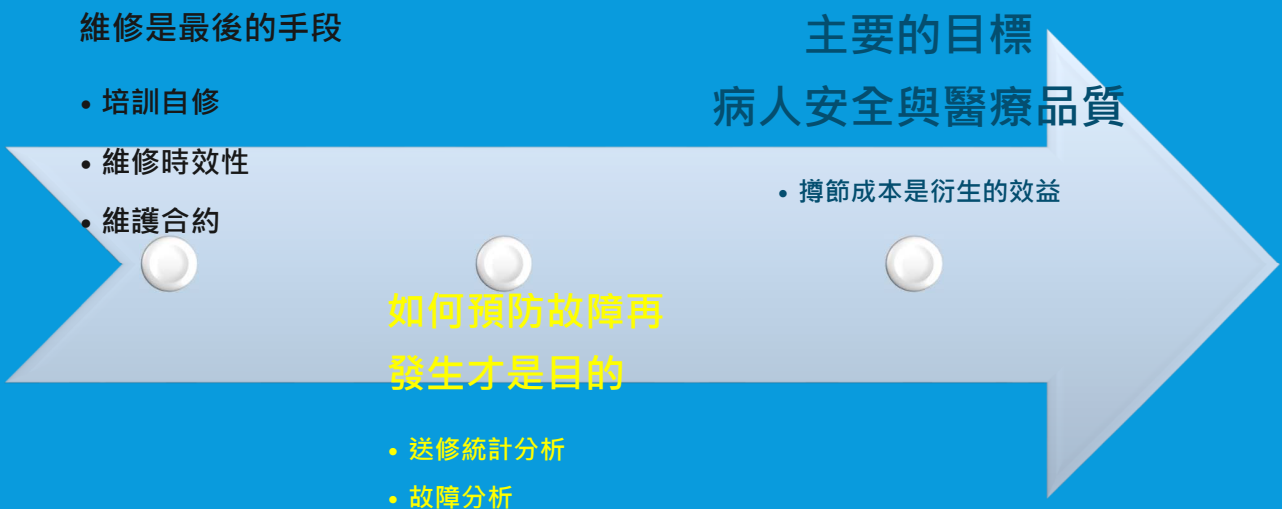 維修是最後的手段
• 培訓自修
• 維修時效性
• 維護合約
如何預防故障再
發生才是目的
• 送修統計分析
• 故障分析
主要的目標
病人安全與醫療品質
• 撙節成本是衍生的效益